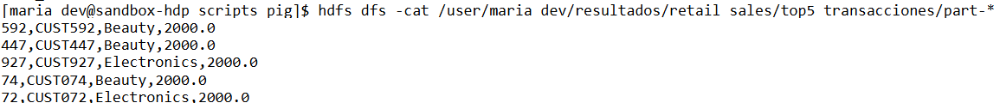 [maria dev@sandbox-hdp scripts pig]$ hdfs dfs -cat /user/maria dev/resultados/retail sales/top5 transacciones/part-*
592,CUST592,Beauty,2000.0
447,CUST447,Beauty,2000.0
927,CUST927,Electronics,2000.0
74,CUST074,Beauty,2000.0
72,CUST072,Electronics,2000.0